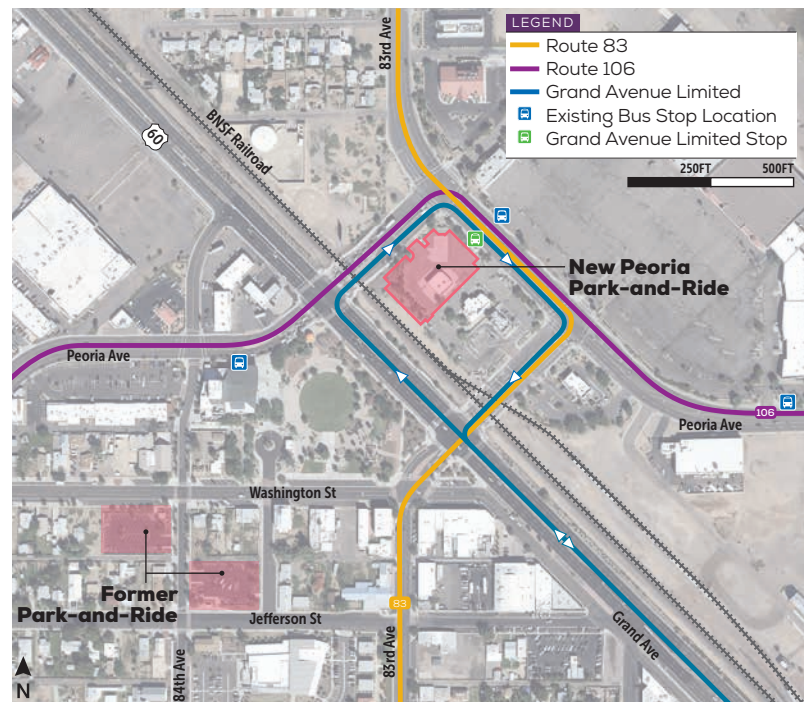 LEGEND
Route 83
Route 106
Grand Avenue Limited
Existing Bus Stop Location
Grand Avenue Limited Stop
250FT 500FT
83rd Ave
60
BNSF Railroad
New Peoria
Park-and-Ride
Peoria Ave
106
Peoria Ave
Washington St
Former
Park-and-Ride
Jefferson St
83
Grand Ave
84th Ave
83rd Ave
N